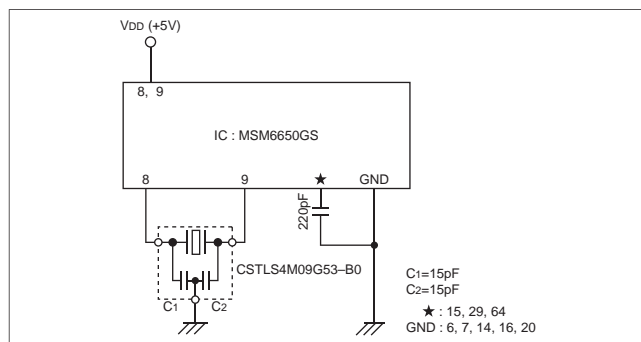 VDD (+5V)
8, 9
IC : MSM6650GS
8
9
★
GND
220pF
CSTLS4M09G53–B0
C1
C2
C1=15pF
C2=15pF
★ : 15, 29, 64
GND : 6, 7, 14, 16, 20